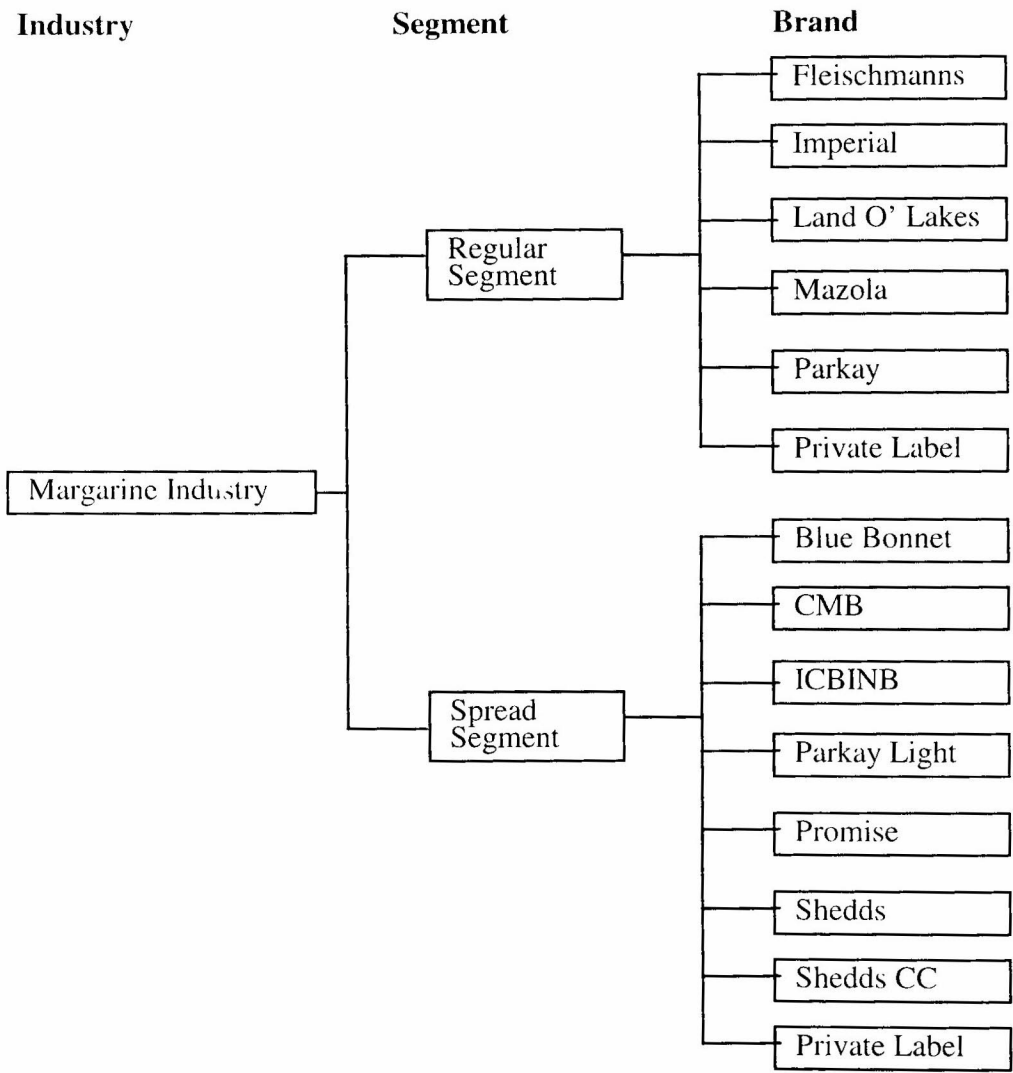 Industry
Segment
Brand
Fleischmanns
Imperial
Land O' Lakes
Regular
Segment
Mazola
Parkay
Private Label
Margarine Industry
Blue Bonnet
CMB
ICBINB
Spread
Segment
Parkay Light
Promise
Shedds
Shedds CC
Private Label